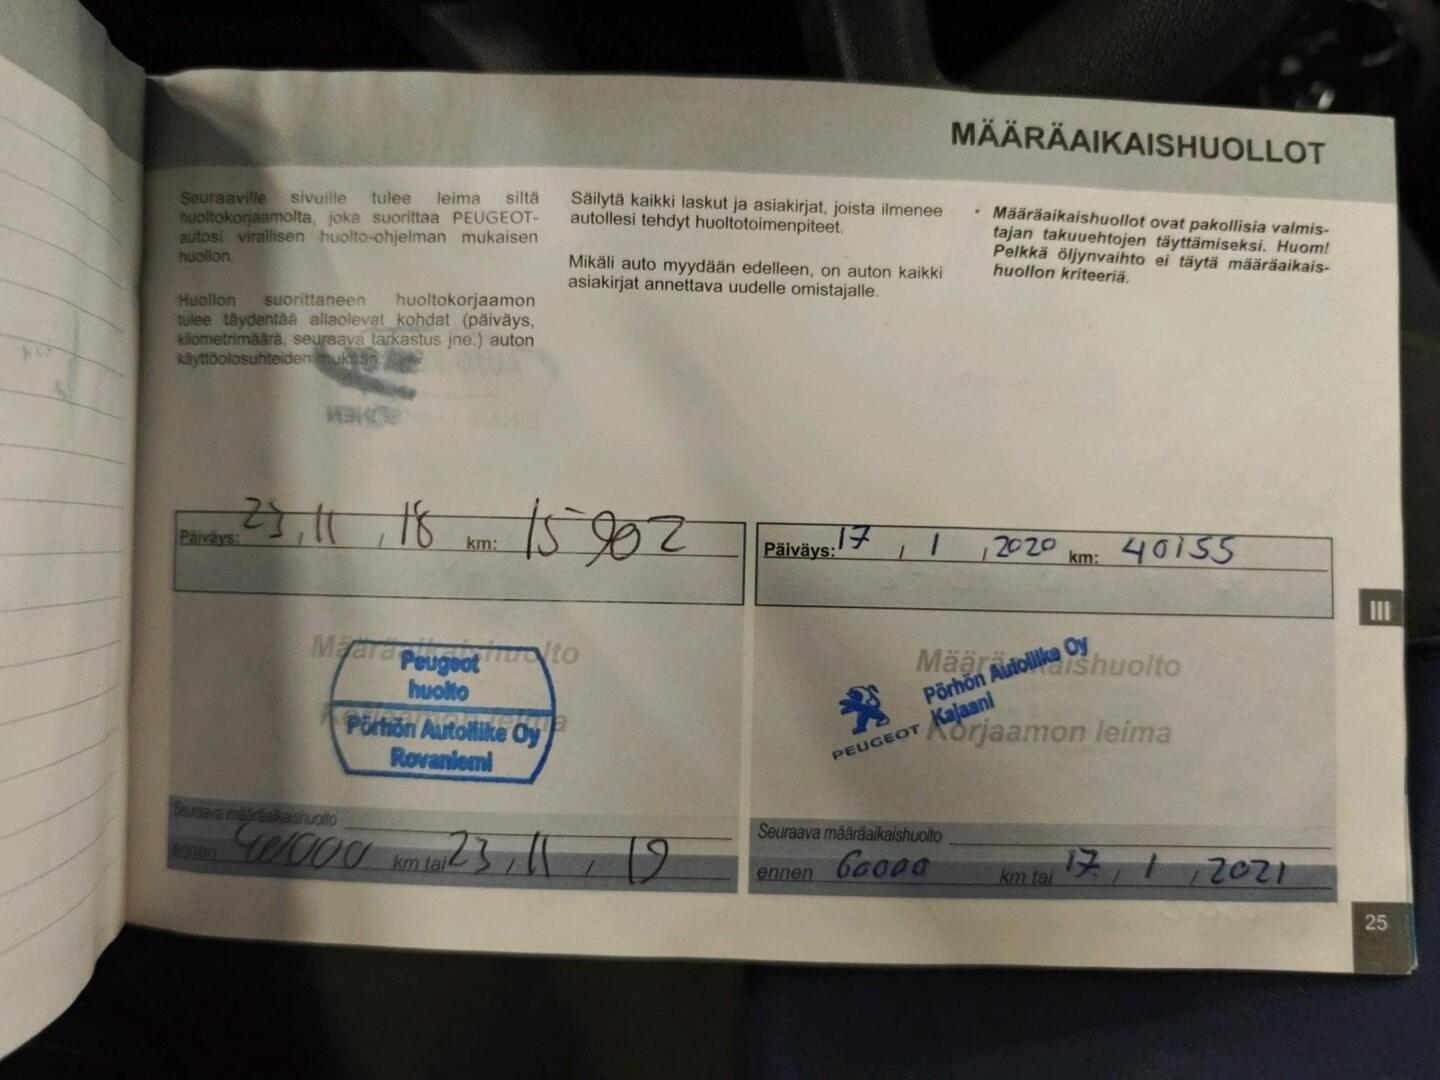 MÄÄRÄAIKAISHUOLLOT
Seuraaville sivuille tulee leima siltä
huoltokorjaamolta, joka suorittaa PEUGEOT-
autosi virallisen huolto-ohjelman mukaisen
huollon.
Huollon suorittaneen huoltokorjaamon
tulee täydentää allaolevat kohdat (päiväys,
kilometrimäärä, seuraava tarkastus jne.) auton
käyttöolosuhteiden mukaan
Säilytä kaikki laskut ja asiakirjat, joista ilmenee
autollesi tehdyt huoltotoimenpiteet.
Mikäli auto myydään edelleen, on auton kaikki
asiakirjat annettava uudelle omistajalle.
• Määräaikaishuollot ovat pakollisia valmis-
tajan takuuehtojen täyttämiseksi. Huom!
Pelkkä öljynvaihto ei täytä määräaikais-
huollon kriteeriä.
Päiväys: 23, 11, 18 km: 15902
Määräaikaishuolto
Korjaamon leima
Peugeot
huolto
Pörhön Autoliike Oy
Rovaniemi
Seuraava määräaikaishuolto
ennen 40000 km tai 23, 11, 19
Päiväys: 17, 1, 2020 km: 40155
Määräaikaishuolto
Korjaamon leima
Pörhön Autoliike Oy
Kajaani
PEUGEOT
Seuraava määräaikaishuolto
ennen 60000 km tai 17, 1, 2021
III
25